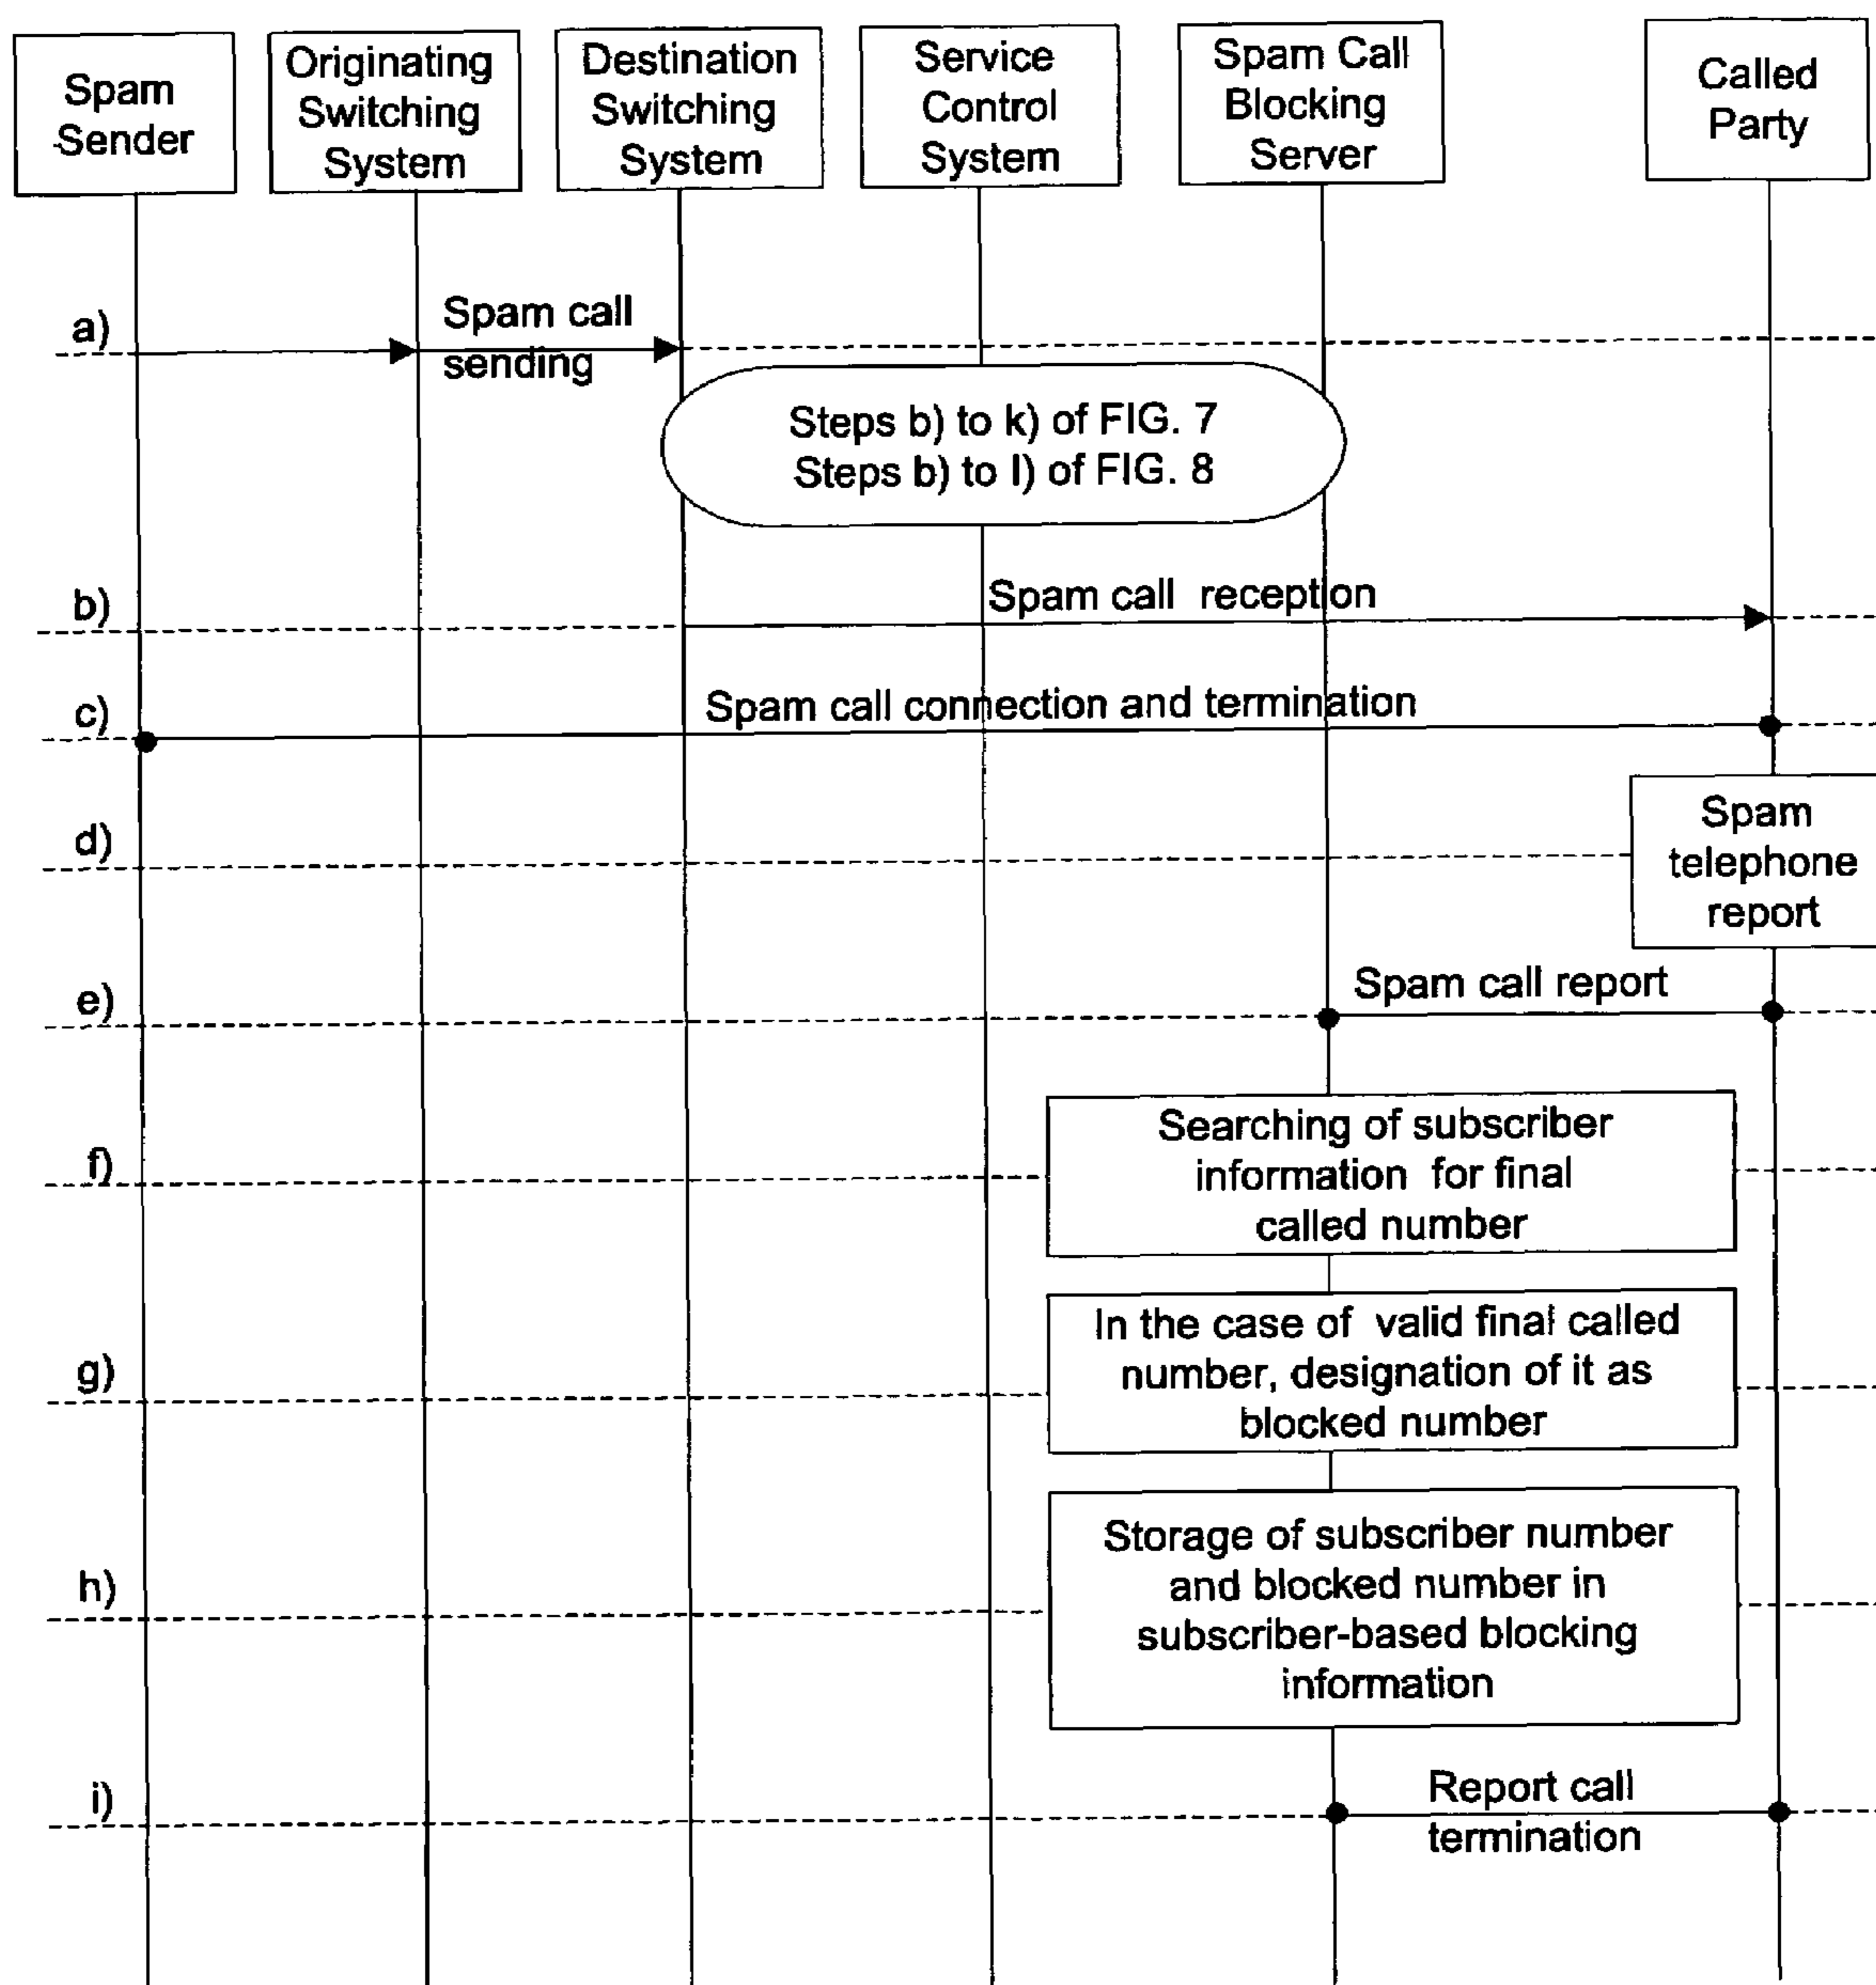 Spam
Sender
Originating
Switching
System
Destination
Switching
System
Service
Control
System
Spam Call
Blocking
Server
Called
Party
a)
Spam call
sending
Steps b) to k) of FIG. 7
Steps b) to l) of FIG. 8
b)
Spam call reception
c)
Spam call connection and termination
d)
Spam
telephone
report
e)
Spam call report
f)
Searching of subscriber
information for final
called number
g)
In the case of valid final called
number, designation of it as
blocked number
h)
Storage of subscriber number
and blocked number in
subscriber-based blocking
information
i)
Report call
termination